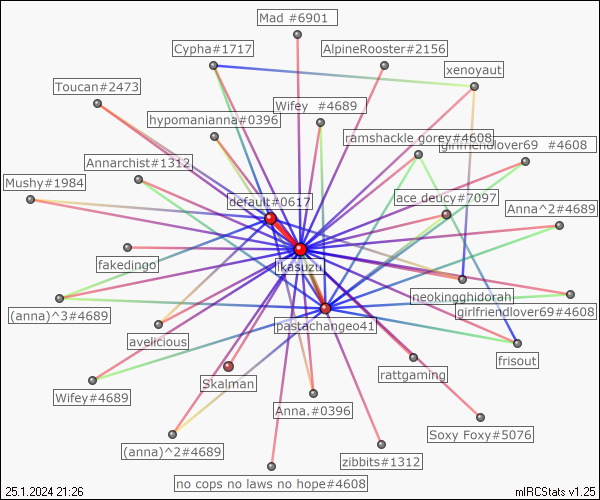 Mad #6901
Cypha#1717
AlpineRooster#2156
xenoyaut
Toucan#2473
Wifey  #4689
hypomanianna#0396
ramshackle gorey#4608
girlfriendlover69  #4608
Annarchist#1312
Mushy#1984
default#0617
ace deucy#7097
Anna^2#4689
fakedingo
ikasuzu
neokingghidorah
(anna)^3#4689
girlfriendlover69#4608
pastachangeo41
avelicious
frisout
Skalman
rattgaming
Wifey#4689
Anna.#0396
Soxy Foxy#5076
(anna)^2#4689
zibbits#1312
no cops no laws no hope#4608
25.1.2024 21:26
mIRCStats v1.25